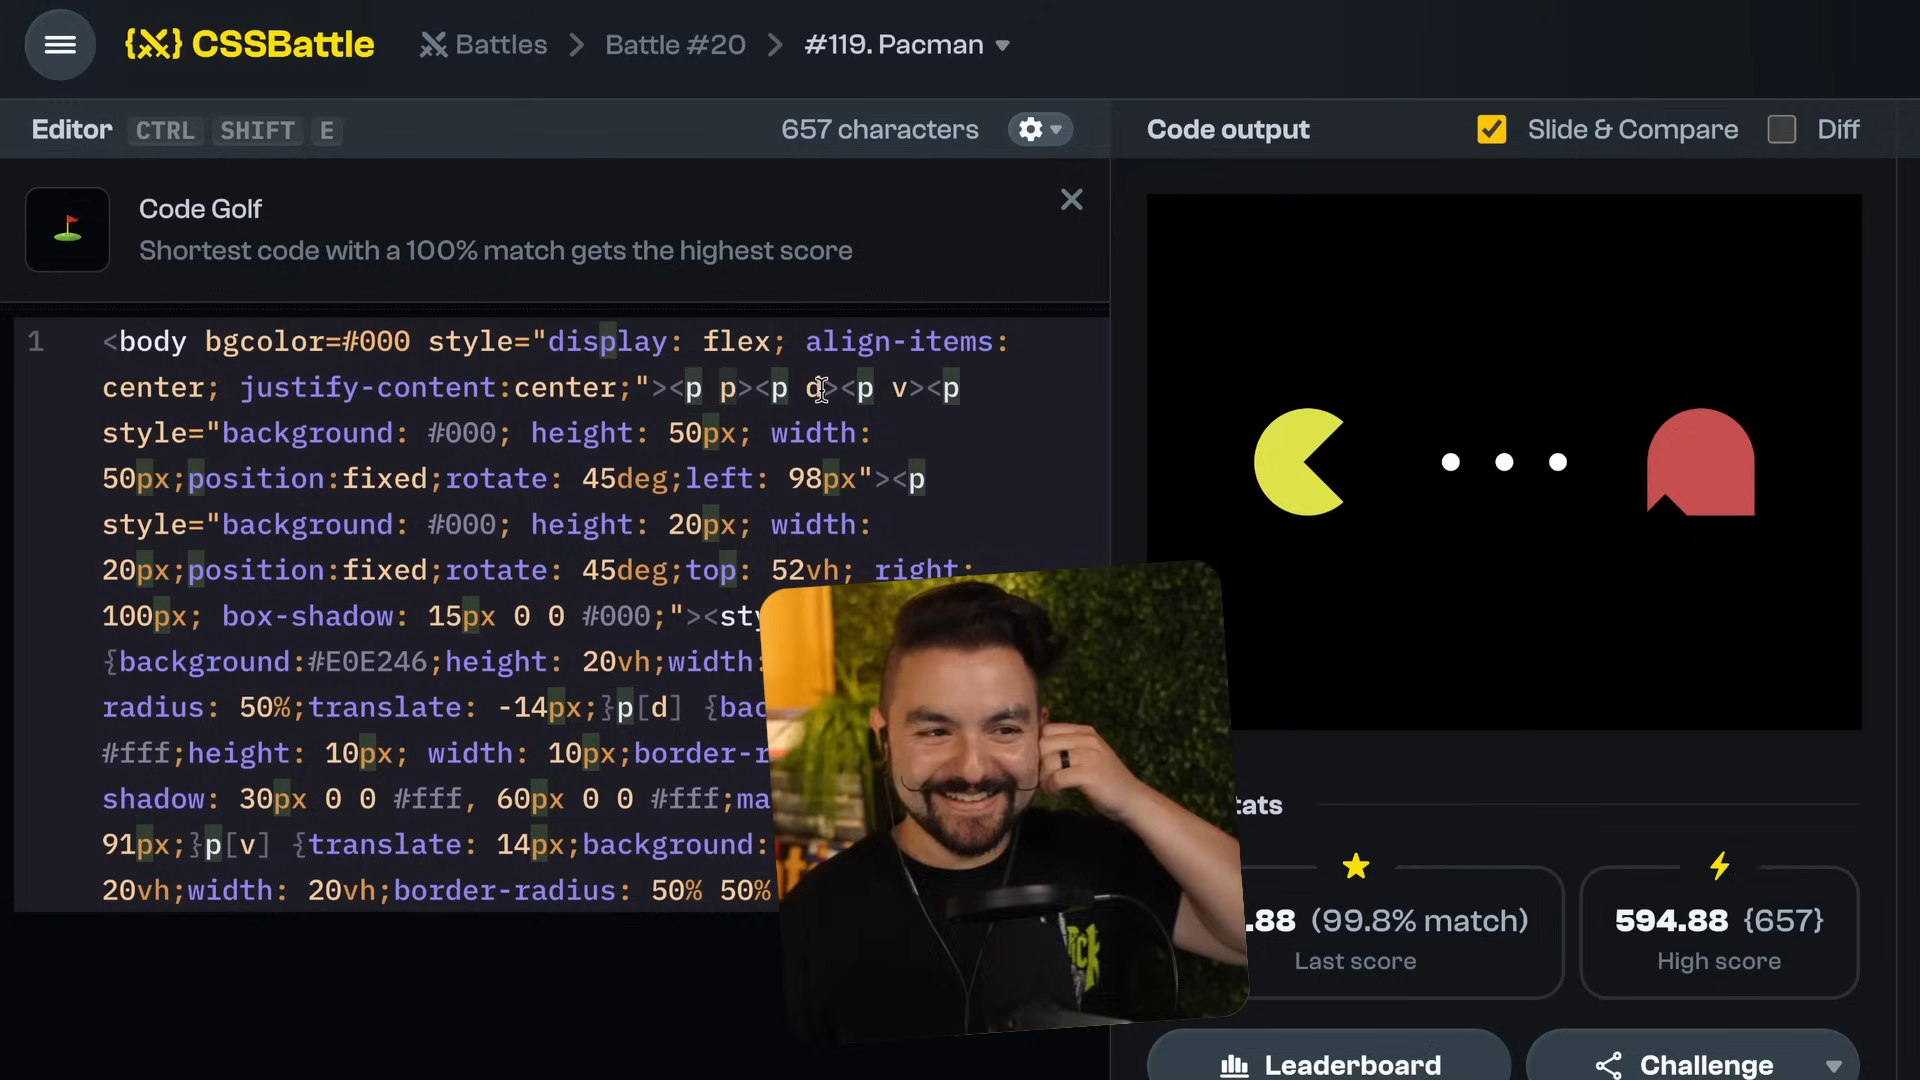 {X} CSSBattle
Battles
Battle #20
#119. Pacman
Editor CTRL SHIFT E
657 characters
Code output
Slide & Compare
Diff
Code Golf
Shortest code with a 100% match gets the highest score
1 <body bgcolor=#000 style="display: flex; align-items:
center; justify-content:center;"><p p><p d><p v><p
style="background: #000; height: 50px; width:
50px;position:fixed;rotate: 45deg;left: 98px"><p
style="background: #000; height: 20px; width:
20px;position:fixed;rotate: 45deg;top: 52vh; right:
100px; box-shadow: 15px 0 0 #000;"><sty
{background:#E0E246;height: 20vh;width:
radius: 50%;translate: -14px;}p[d] {bac
#fff;height: 10px; width: 10px;border-r
shadow: 30px 0 0 #fff, 60px 0 0 #fff;ma
91px;}p[v] {translate: 14px;background:
20vh;width: 20vh;border-radius: 50% 50%
tats
.88 (99.8% match)
Last score
594.88 {657}
High score
Leaderboard
Challenge